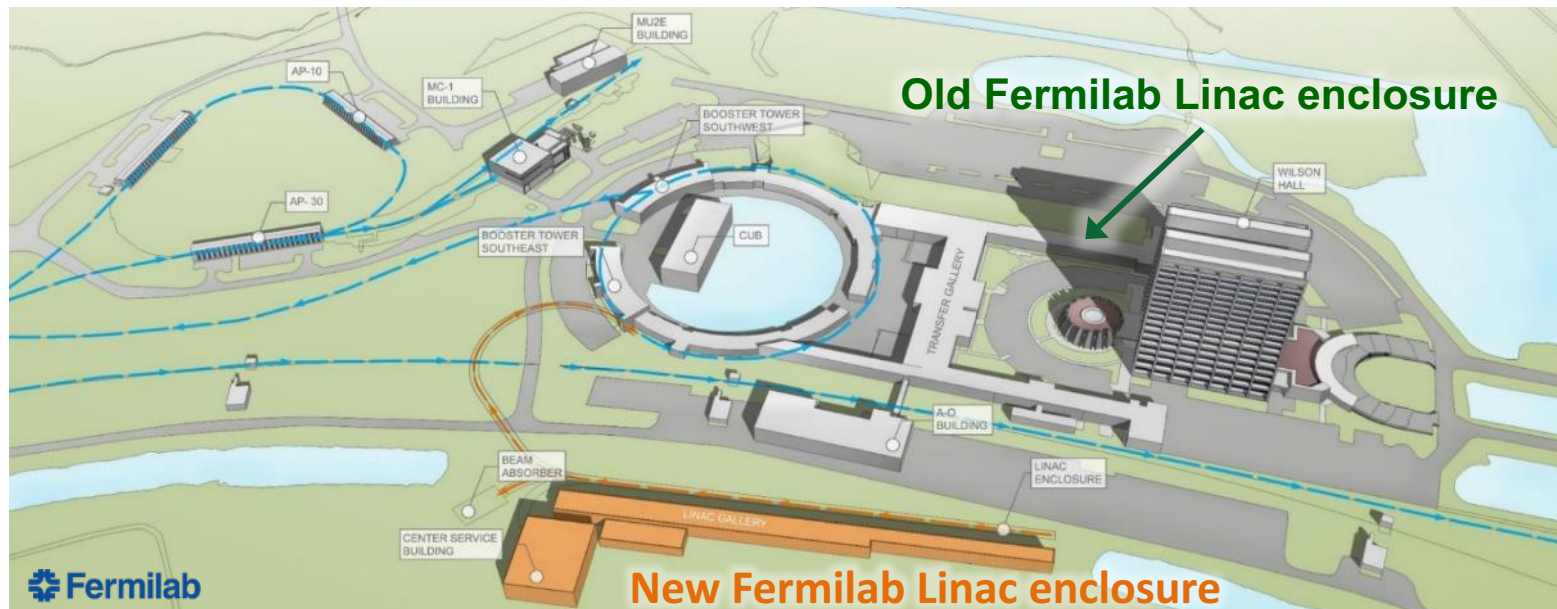 MU2E
BUILDING
AP-10
MC-1
BUILDING
Old Fermilab Linac enclosure
BOOSTER TOWER
SOUTHWEST
WILSON
HALL
AP- 30
BOOSTER TOWER
SOUTHEAST
CUB
TRANSFER GALLERY
A-O
BUILDING
BEAM
ABSORBER
LINAC
ENCLOSURE
LINAC GALLERY
CENTER SERVICE
BUILDING
Fermilab
New Fermilab Linac enclosure